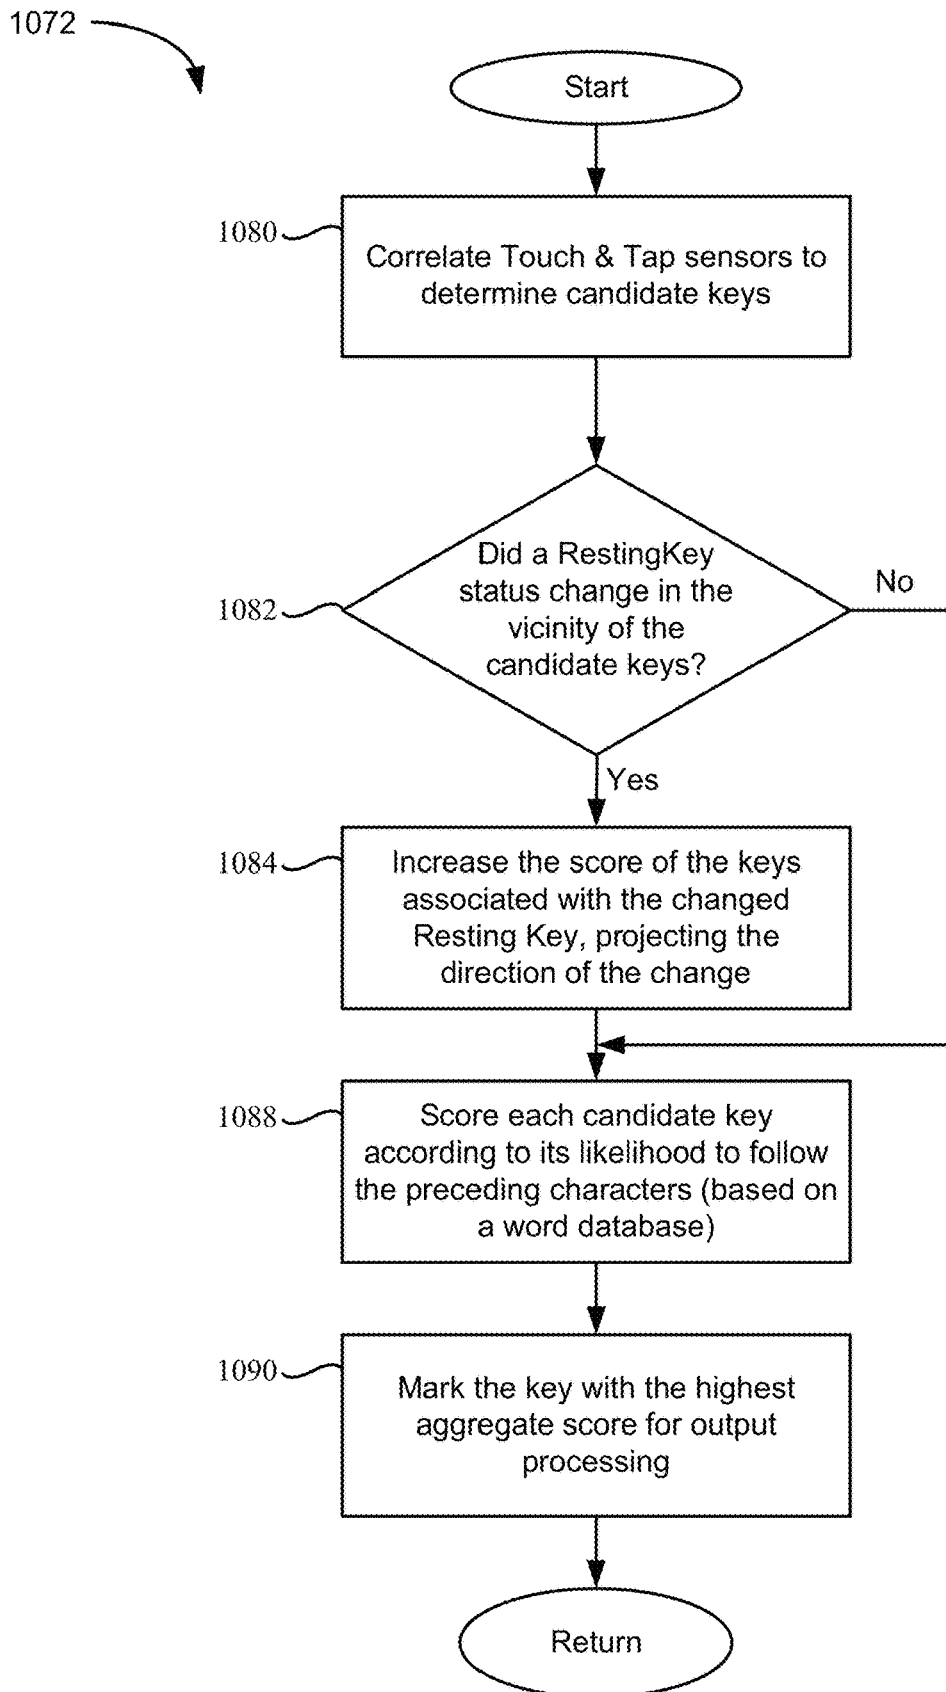 1072
Start
1080
Correlate Touch & Tap sensors to
determine candidate keys
Did a RestingKey
status change in the
vicinity of the
candidate keys?
1082
No
Yes
1084
Increase the score of the keys
associated with the changed
Resting Key, projecting the
direction of the change
1088
Score each candidate key
according to its likelihood to follow
the preceding characters (based on
a word database)
1090
Mark the key with the highest
aggregate score for output
processing
Return